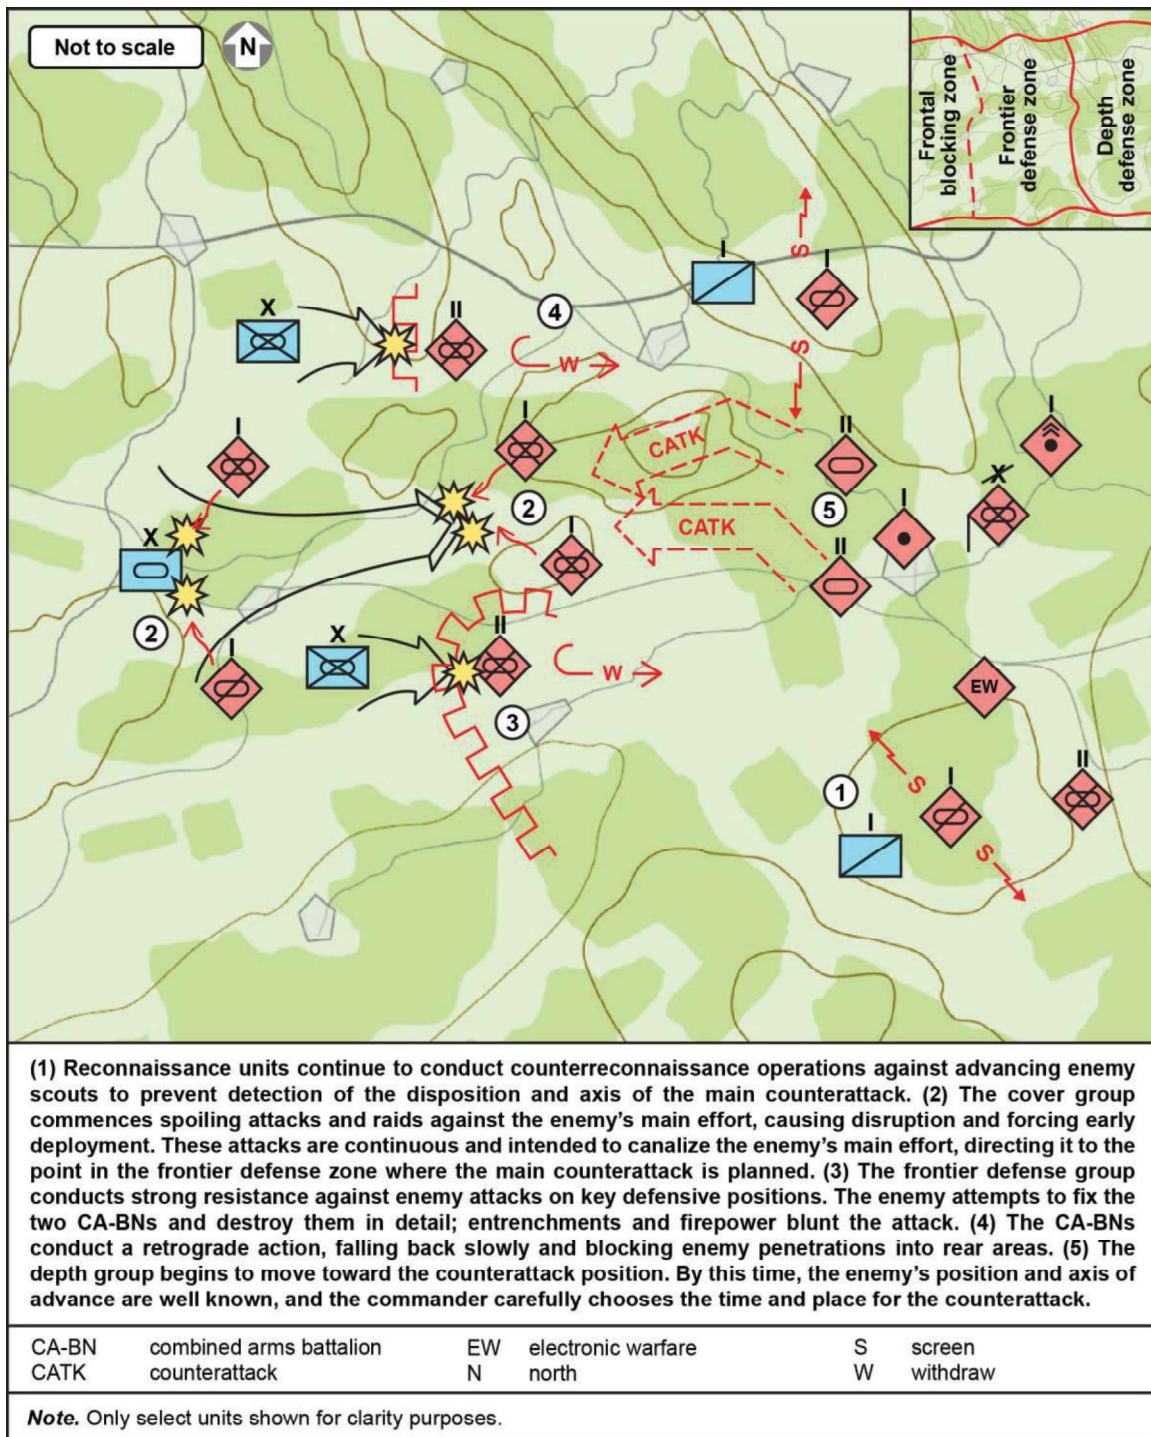 Not to scale
N
Frontal
blocking zone
Frontier
defense zone
Depth
defense zone
S
I
I
4
X
II
S
W
I
I
CATK
II
I
X
2
5
I
CATK
I
II
X
2
I
X
II
W
3
EW
S
1
I
II
I
S
(1) Reconnaissance units continue to conduct counterreconnaissance operations against advancing enemy
scouts to prevent detection of the disposition and axis of the main counterattack. (2) The cover group
commences spoiling attacks and raids against the enemy’s main effort, causing disruption and forcing early
deployment. These attacks are continuous and intended to canalize the enemy’s main effort, directing it to the
point in the frontier defense zone where the main counterattack is planned. (3) The frontier defense group
conducts strong resistance against enemy attacks on key defensive positions. The enemy attempts to fix the
two CA-BNs and destroy them in detail; entrenchments and firepower blunt the attack. (4) The CA-BNs
conduct a retrograde action, falling back slowly and blocking enemy penetrations into rear areas. (5) The
depth group begins to move toward the counterattack position. By this time, the enemy’s position and axis of
advance are well known, and the commander carefully chooses the time and place for the counterattack.
CA-BN combined arms battalion EW electronic warfare S screen
CATK counterattack N north W withdraw
Note. Only select units shown for clarity purposes.